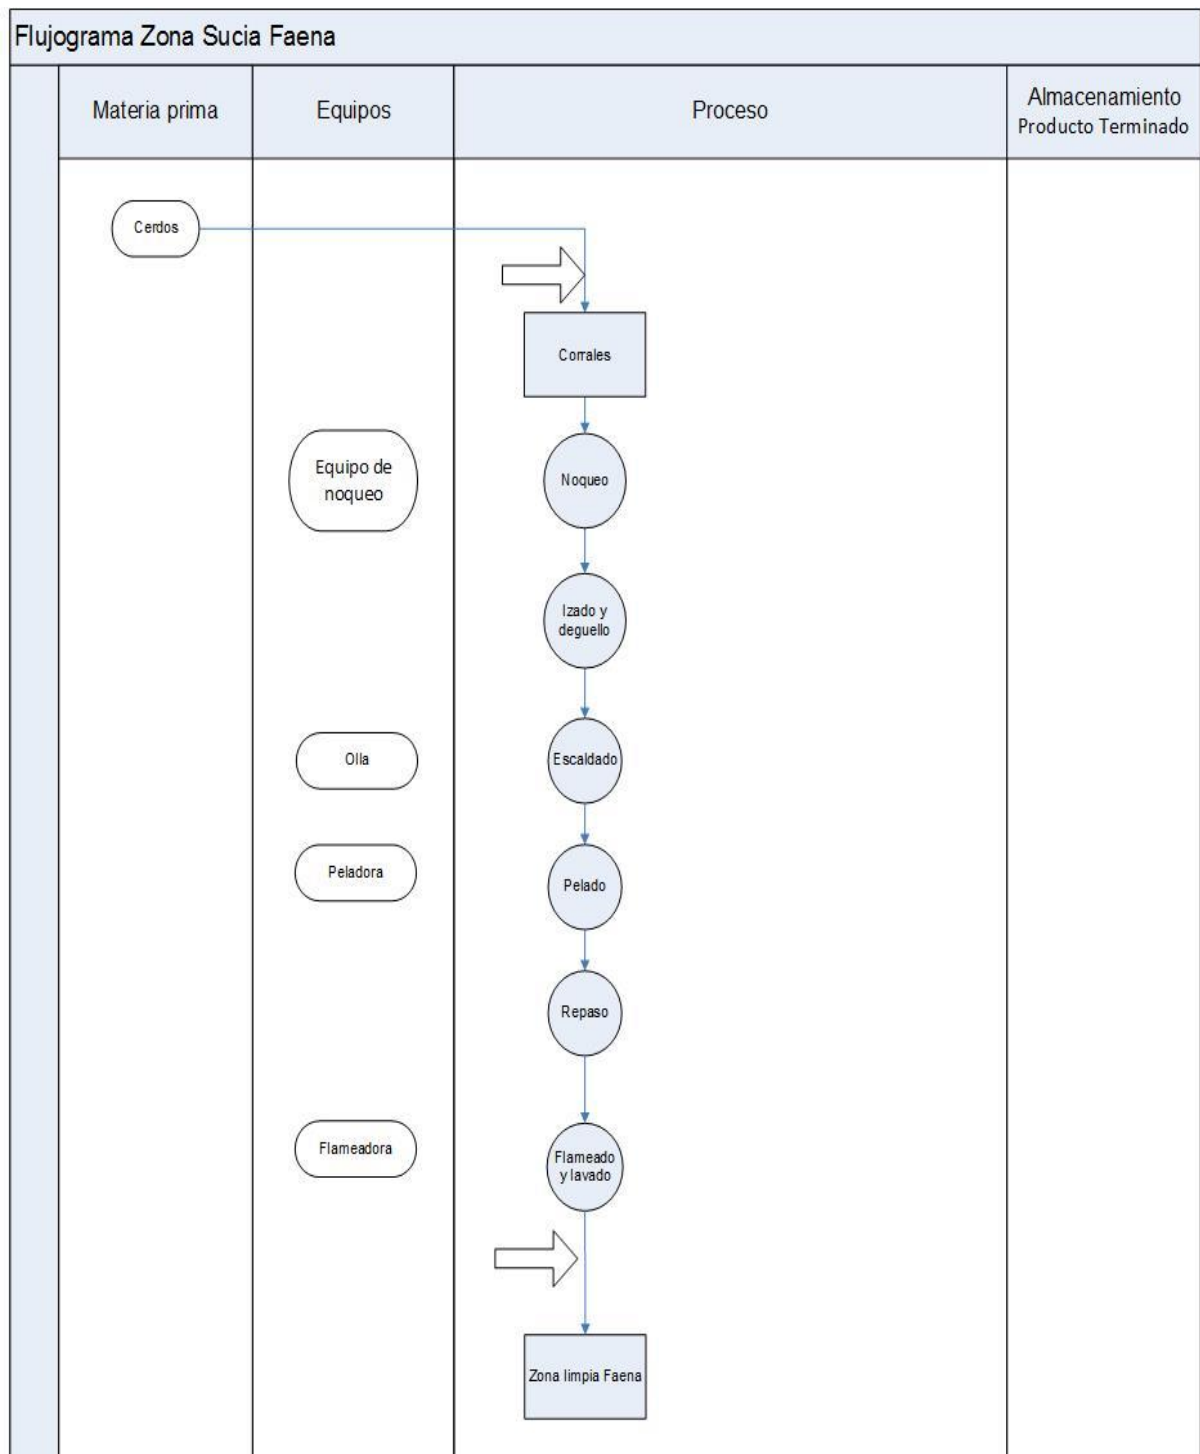 Flujograma Zona Sucia Faena
Materia prima
Equipos
Proceso
Almacenamiento
Producto Terminado
Cerdos
Corrales
Equipo de
noqueo
Noqueo
Izado y
deguello
Olla
Escaldado
Peladora
Pelado
Repaso
Flameadora
Flameado
y lavado
Zona limpia Faena